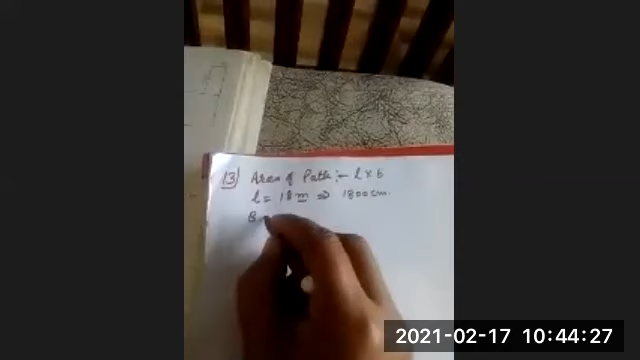 13) Area of Path :- l × b
l = 18 m ⇒ 1800 cm.
B
2021-02-17 10:44:27